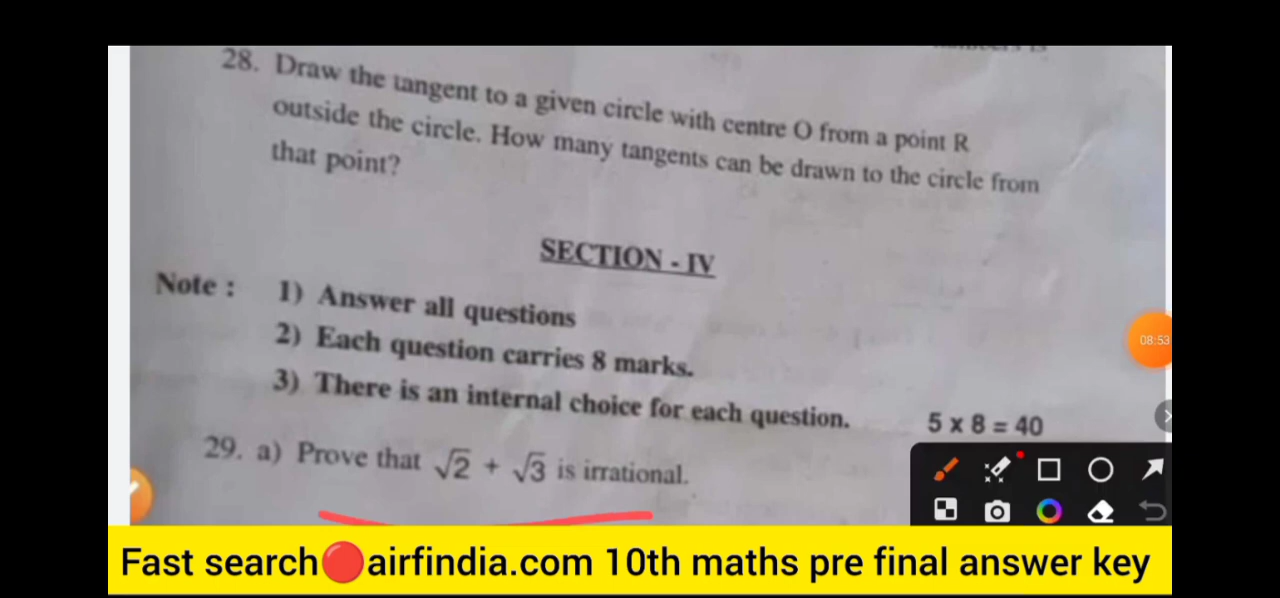 28. Draw the tangent to a given circle with centre O from a point R
outside the circle. How many tangents can be drawn to the circle from
that point?
SECTION - IV
Note : 1) Answer all questions
2) Each question carries 8 marks.
3) There is an internal choice for each question. 5 x 8 = 40
08:53
29. a) Prove that √2 + √3 is irrational.
Fast search🔴airfindia.com 10th maths pre final answer key